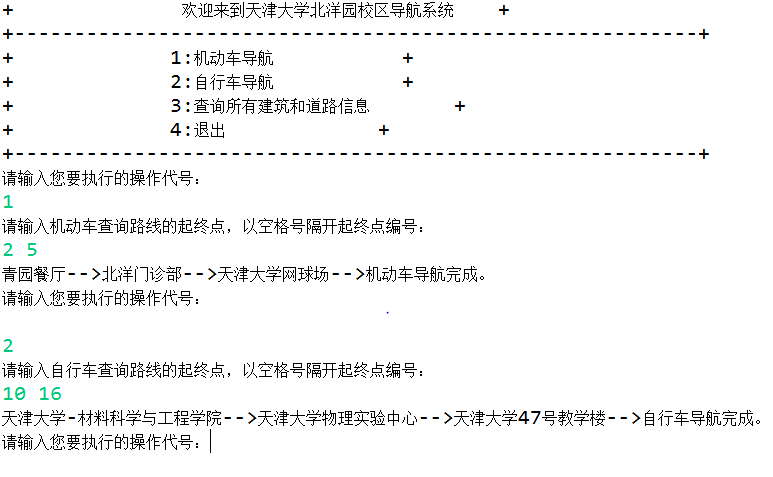 + 欢迎来到天津大学北洋园校区导航系统 +
+---------------------------------------------------------+
+ 1:机动车导航 +
+ 2:自行车导航 +
+ 3:查询所有建筑和道路信息 +
+ 4:退出 +
+---------------------------------------------------------+
请输入您要执行的操作代号：
1
请输入机动车查询路线的起终点，以空格号隔开起终点编号：
2 5
青园餐厅-->北洋门诊部-->天津大学网球场-->机动车导航完成。
请输入您要执行的操作代号：
2
请输入自行车查询路线的起终点，以空格号隔开起终点编号：
10 16
天津大学-材料科学与工程学院-->天津大学物理实验中心-->天津大学47号教学楼-->自行车导航完成。
请输入您要执行的操作代号：